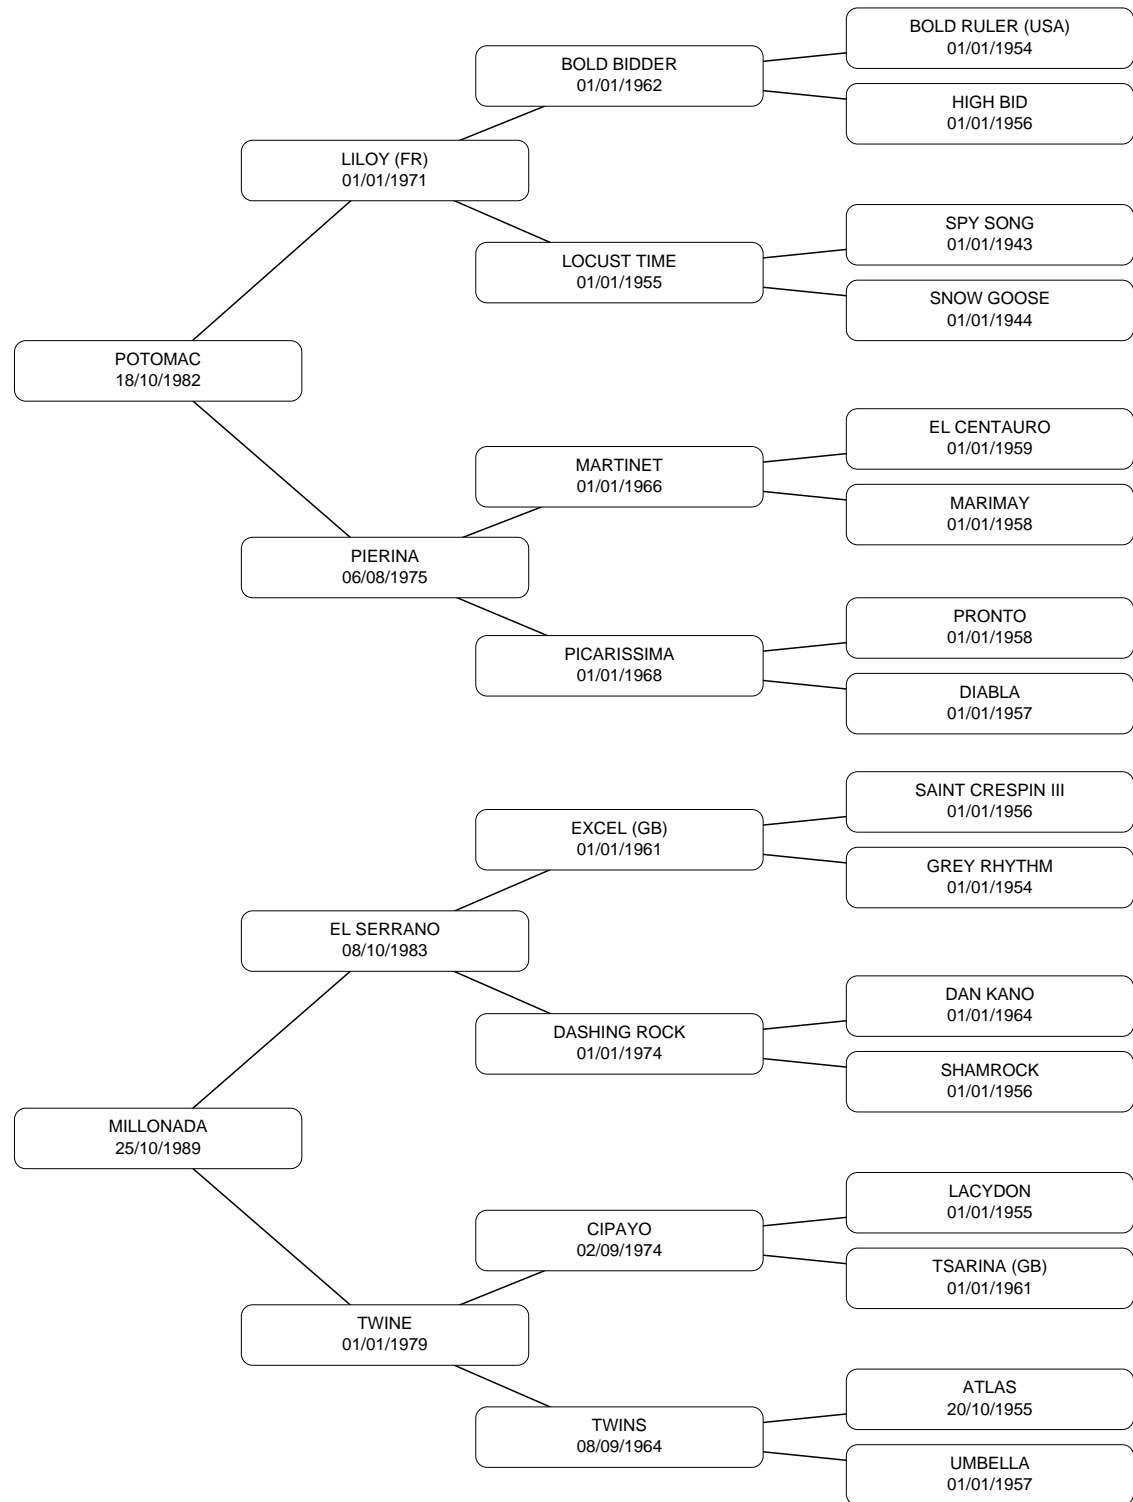 BOLD RULER (USA)
01/01/1954
BOLD BIDDER
01/01/1962
HIGH BID
01/01/1956
LILOY (FR)
01/01/1971
SPY SONG
01/01/1943
LOCUST TIME
01/01/1955
SNOW GOOSE
01/01/1944
POTOMAC
18/10/1982
EL CENTAURO
01/01/1959
MARTINET
01/01/1966
MARIMAY
01/01/1958
PIERINA
06/08/1975
PRONTO
01/01/1958
PICARISSIMA
01/01/1968
DIABLA
01/01/1957
SAINT CRESPIN III
01/01/1956
EXCEL (GB)
01/01/1961
GREY RHYTHM
01/01/1954
EL SERRANO
08/10/1983
DAN KANO
01/01/1964
DASHING ROCK
01/01/1974
SHAMROCK
01/01/1956
MILLONADA
25/10/1989
LACYDON
01/01/1955
CIPAYO
02/09/1974
TSARINA (GB)
01/01/1961
TWINE
01/01/1979
ATLAS
20/10/1955
TWINS
08/09/1964
UMBELLA
01/01/1957